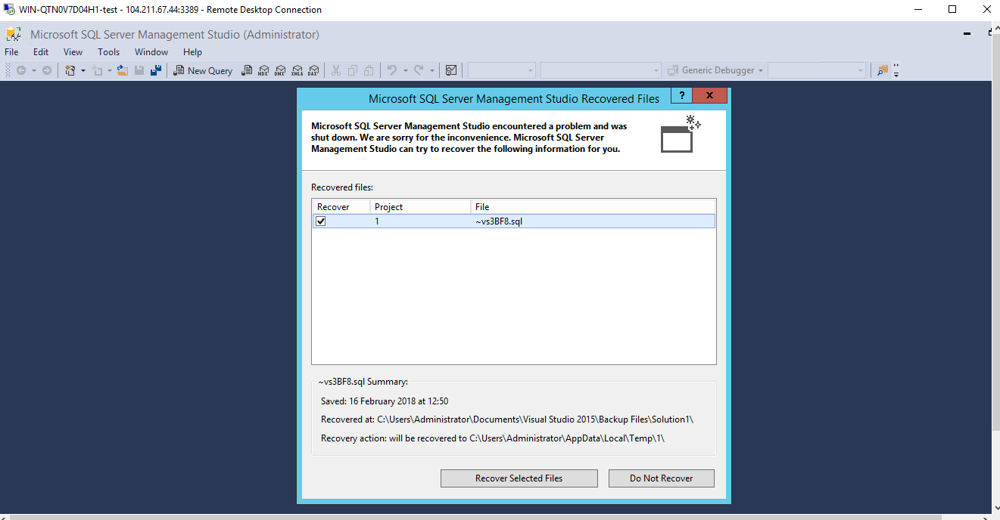 WIN-QTN0V7D04H1-test - 104.211.67.44:3389 - Remote Desktop Connection
Microsoft SQL Server Management Studio (Administrator)
File Edit View Tools Window Help
New Query MDX DMX XMLA DAX Generic Debugger
Microsoft SQL Server Management Studio Recovered Files ? X
Microsoft SQL Server Management Studio encountered a problem and was
shut down. We are sorry for the inconvenience. Microsoft SQL Server
Management Studio can try to recover the following information for you.
Recovered files:
Recover Project File
1 ~vs3BF8.sql
~vs3BF8.sql Summary:
Saved: 16 February 2018 at 12:50
Recovered at: C:\Users\Administrator\Documents\Visual Studio 2015\Backup Files\Solution1\
Recovery action: will be recovered to C:\Users\Administrator\AppData\Local\Temp\1\
Recover Selected Files Do Not Recover